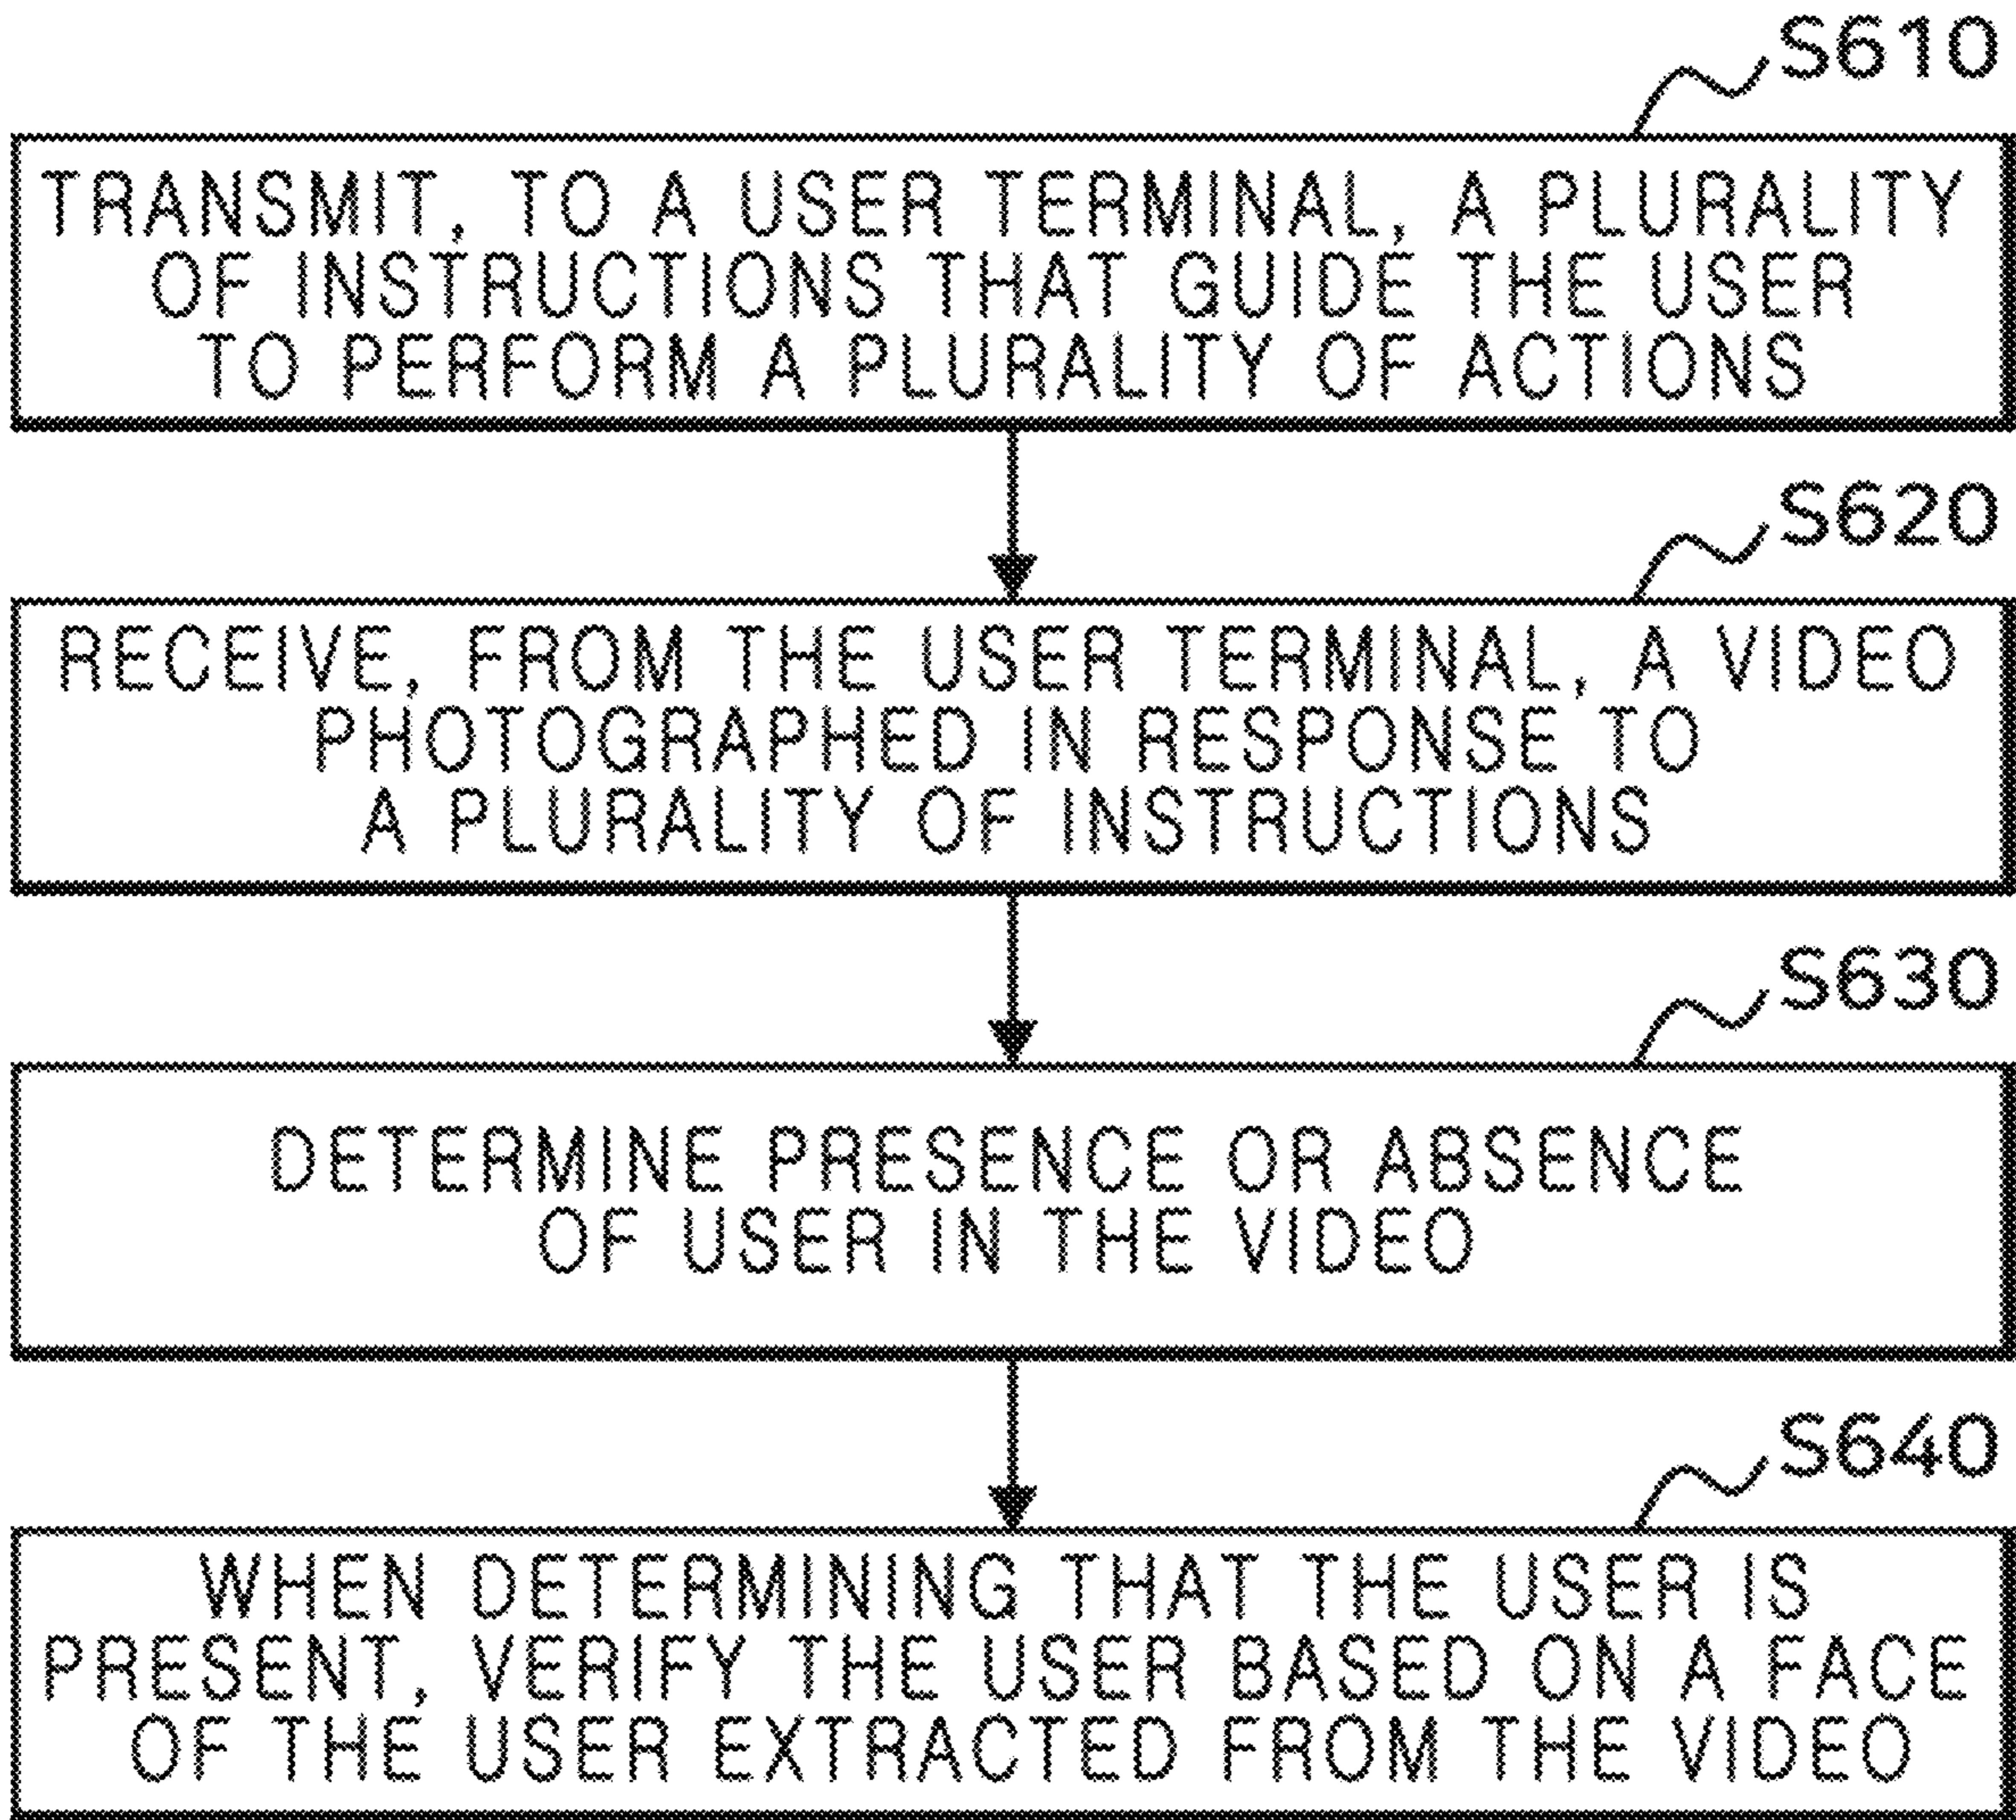 S610
TRANSMIT, TO A USER TERMINAL, A PLURALITY
OF INSTRUCTIONS THAT GUIDE THE USER
TO PERFORM A PLURALITY OF ACTIONS
S620
RECEIVE, FROM THE USER TERMINAL, A VIDEO
PHOTOGRAPHED IN RESPONSE TO
A PLURALITY OF INSTRUCTIONS
S630
DETERMINE PRESENCE OR ABSENCE
OF USER IN THE VIDEO
S640
WHEN DETERMINING THAT THE USER IS
PRESENT, VERIFY THE USER BASED ON A FACE
OF THE USER EXTRACTED FROM THE VIDEO